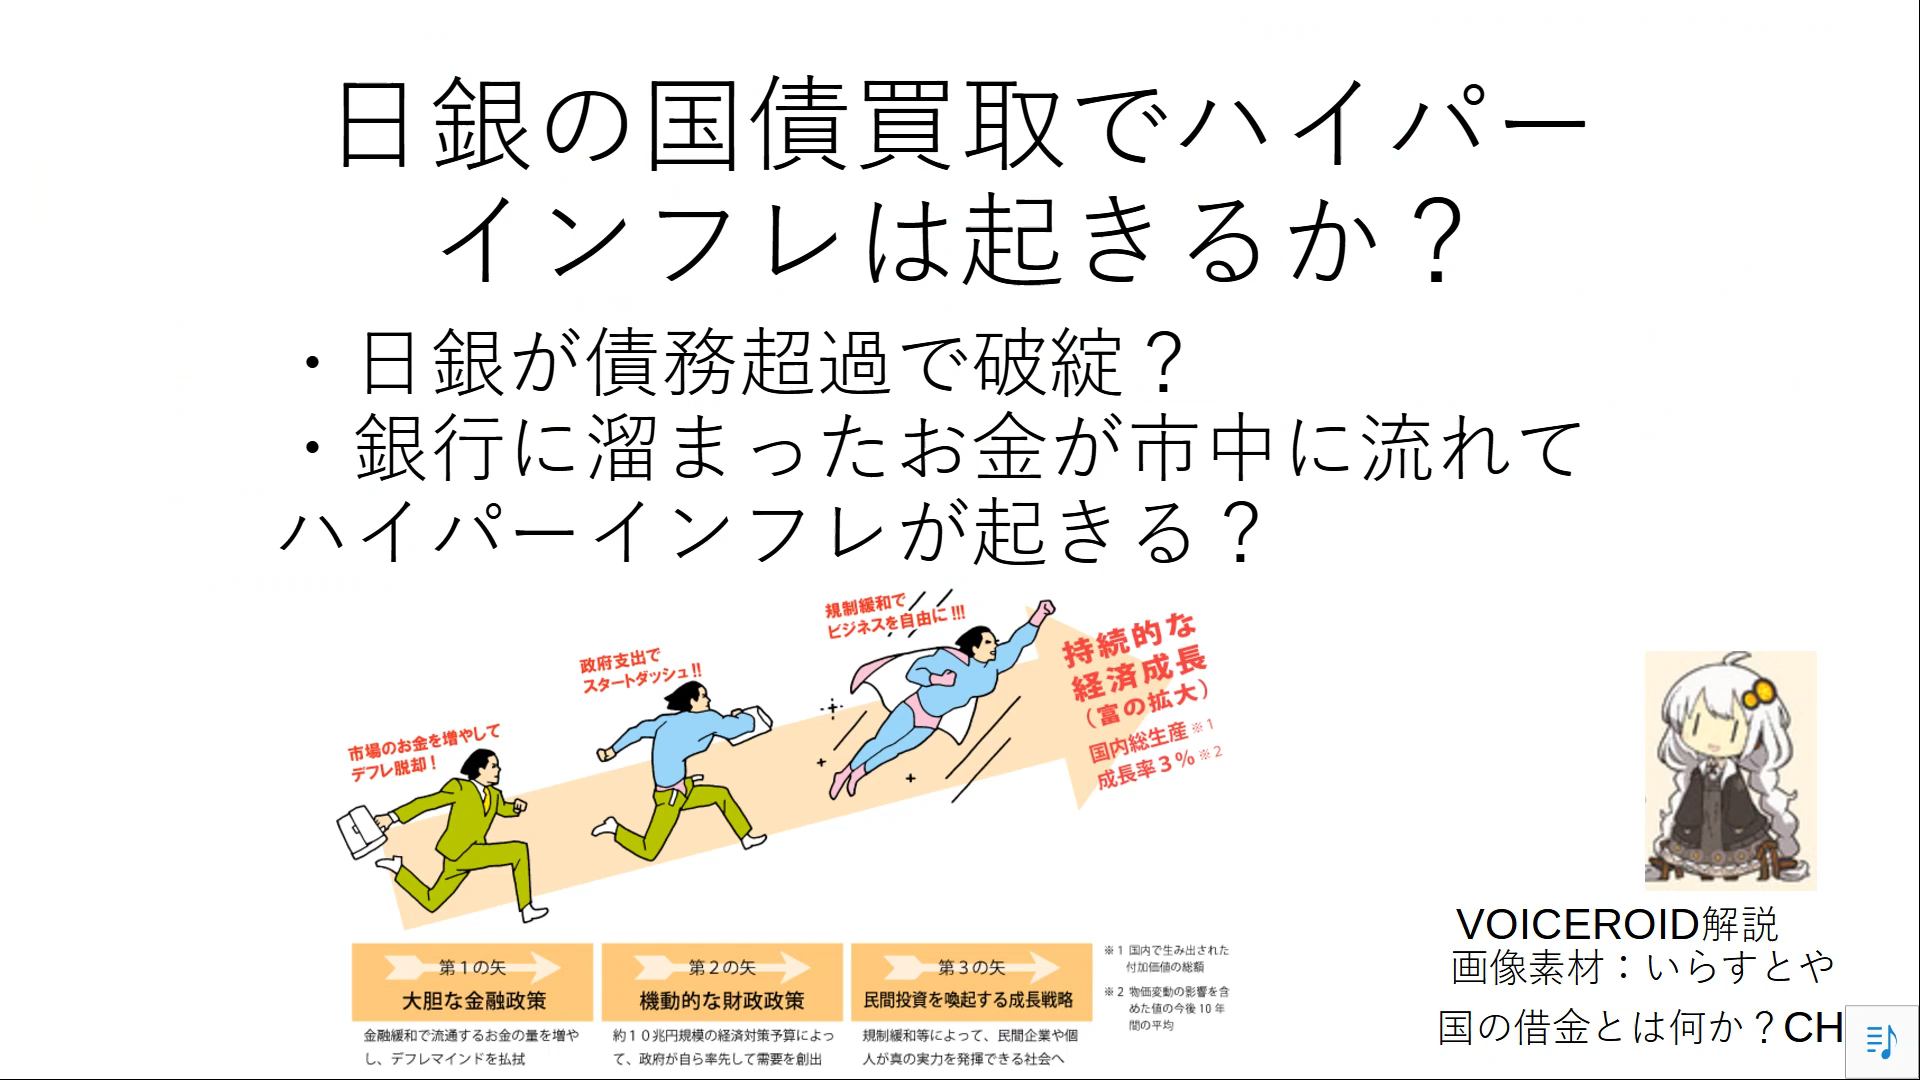 日銀の国債買取でハイパー
インフレは起きるか？
・日銀が債務超過で破綻？
・銀行に溜まったお金が市中に流れて
ハイパーインフレが起きる？
市場のお金を増やして
デフレ脱却！
政府支出で
スタートダッシュ!!
規制緩和で
ビジネスを自由に!!!
持続的な
経済成長
（富の拡大）
国内総生産※1
成長率３％※2
第１の矢
大胆な金融政策
金融緩和で流通するお金の量を増や
し、デフレマインドを払拭
第２の矢
機動的な財政政策
約１０兆円規模の経済対策予算によっ
て、政府が自ら率先して需要を創出
第３の矢
民間投資を喚起する成長戦略
規制緩和等によって、民間企業や個
人が真の実力を発揮できる社会へ
※１ 国内で生み出された
付加価値の総額
※２ 物価変動の影響を含
めた値の今後 10 年
間の平均
VOICEROID解説
画像素材：いらすとや
国の借金とは何か？CH